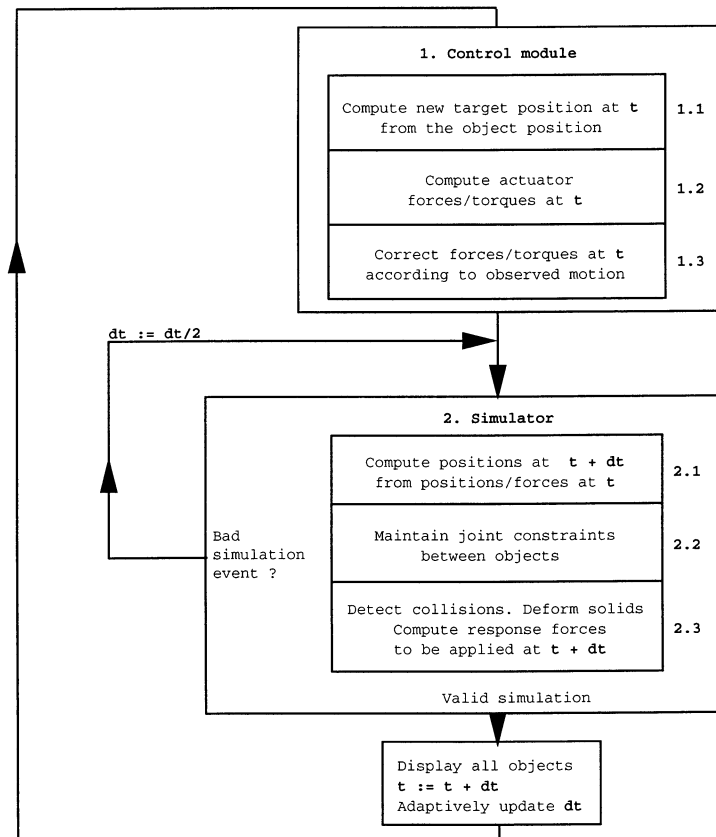 1. Control module
Compute new target position at t
from the object position
1.1
Compute actuator
forces/torques at t
1.2
Correct forces/torques at t
according to observed motion
1.3
dt := dt/2
2. Simulator
Compute positions at t + dt
from positions/forces at t
2.1
Bad
simulation
event ?
Maintain joint constraints
between objects
2.2
Detect collisions. Deform solids
Compute response forces
to be applied at t + dt
2.3
Valid simulation
Display all objects
t := t + dt
Adaptively update dt